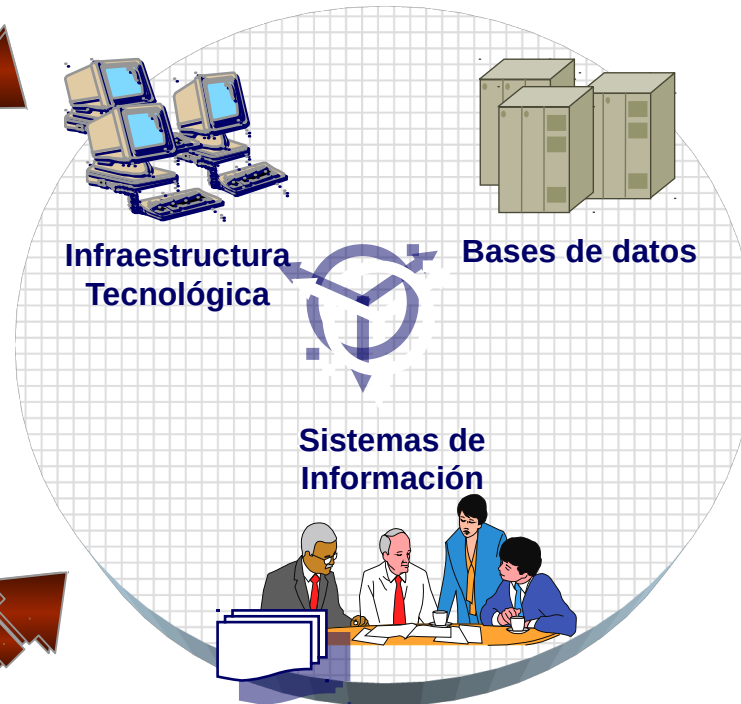 Infraestructura
Tecnológica
Bases de datos
Sistemas de
Información